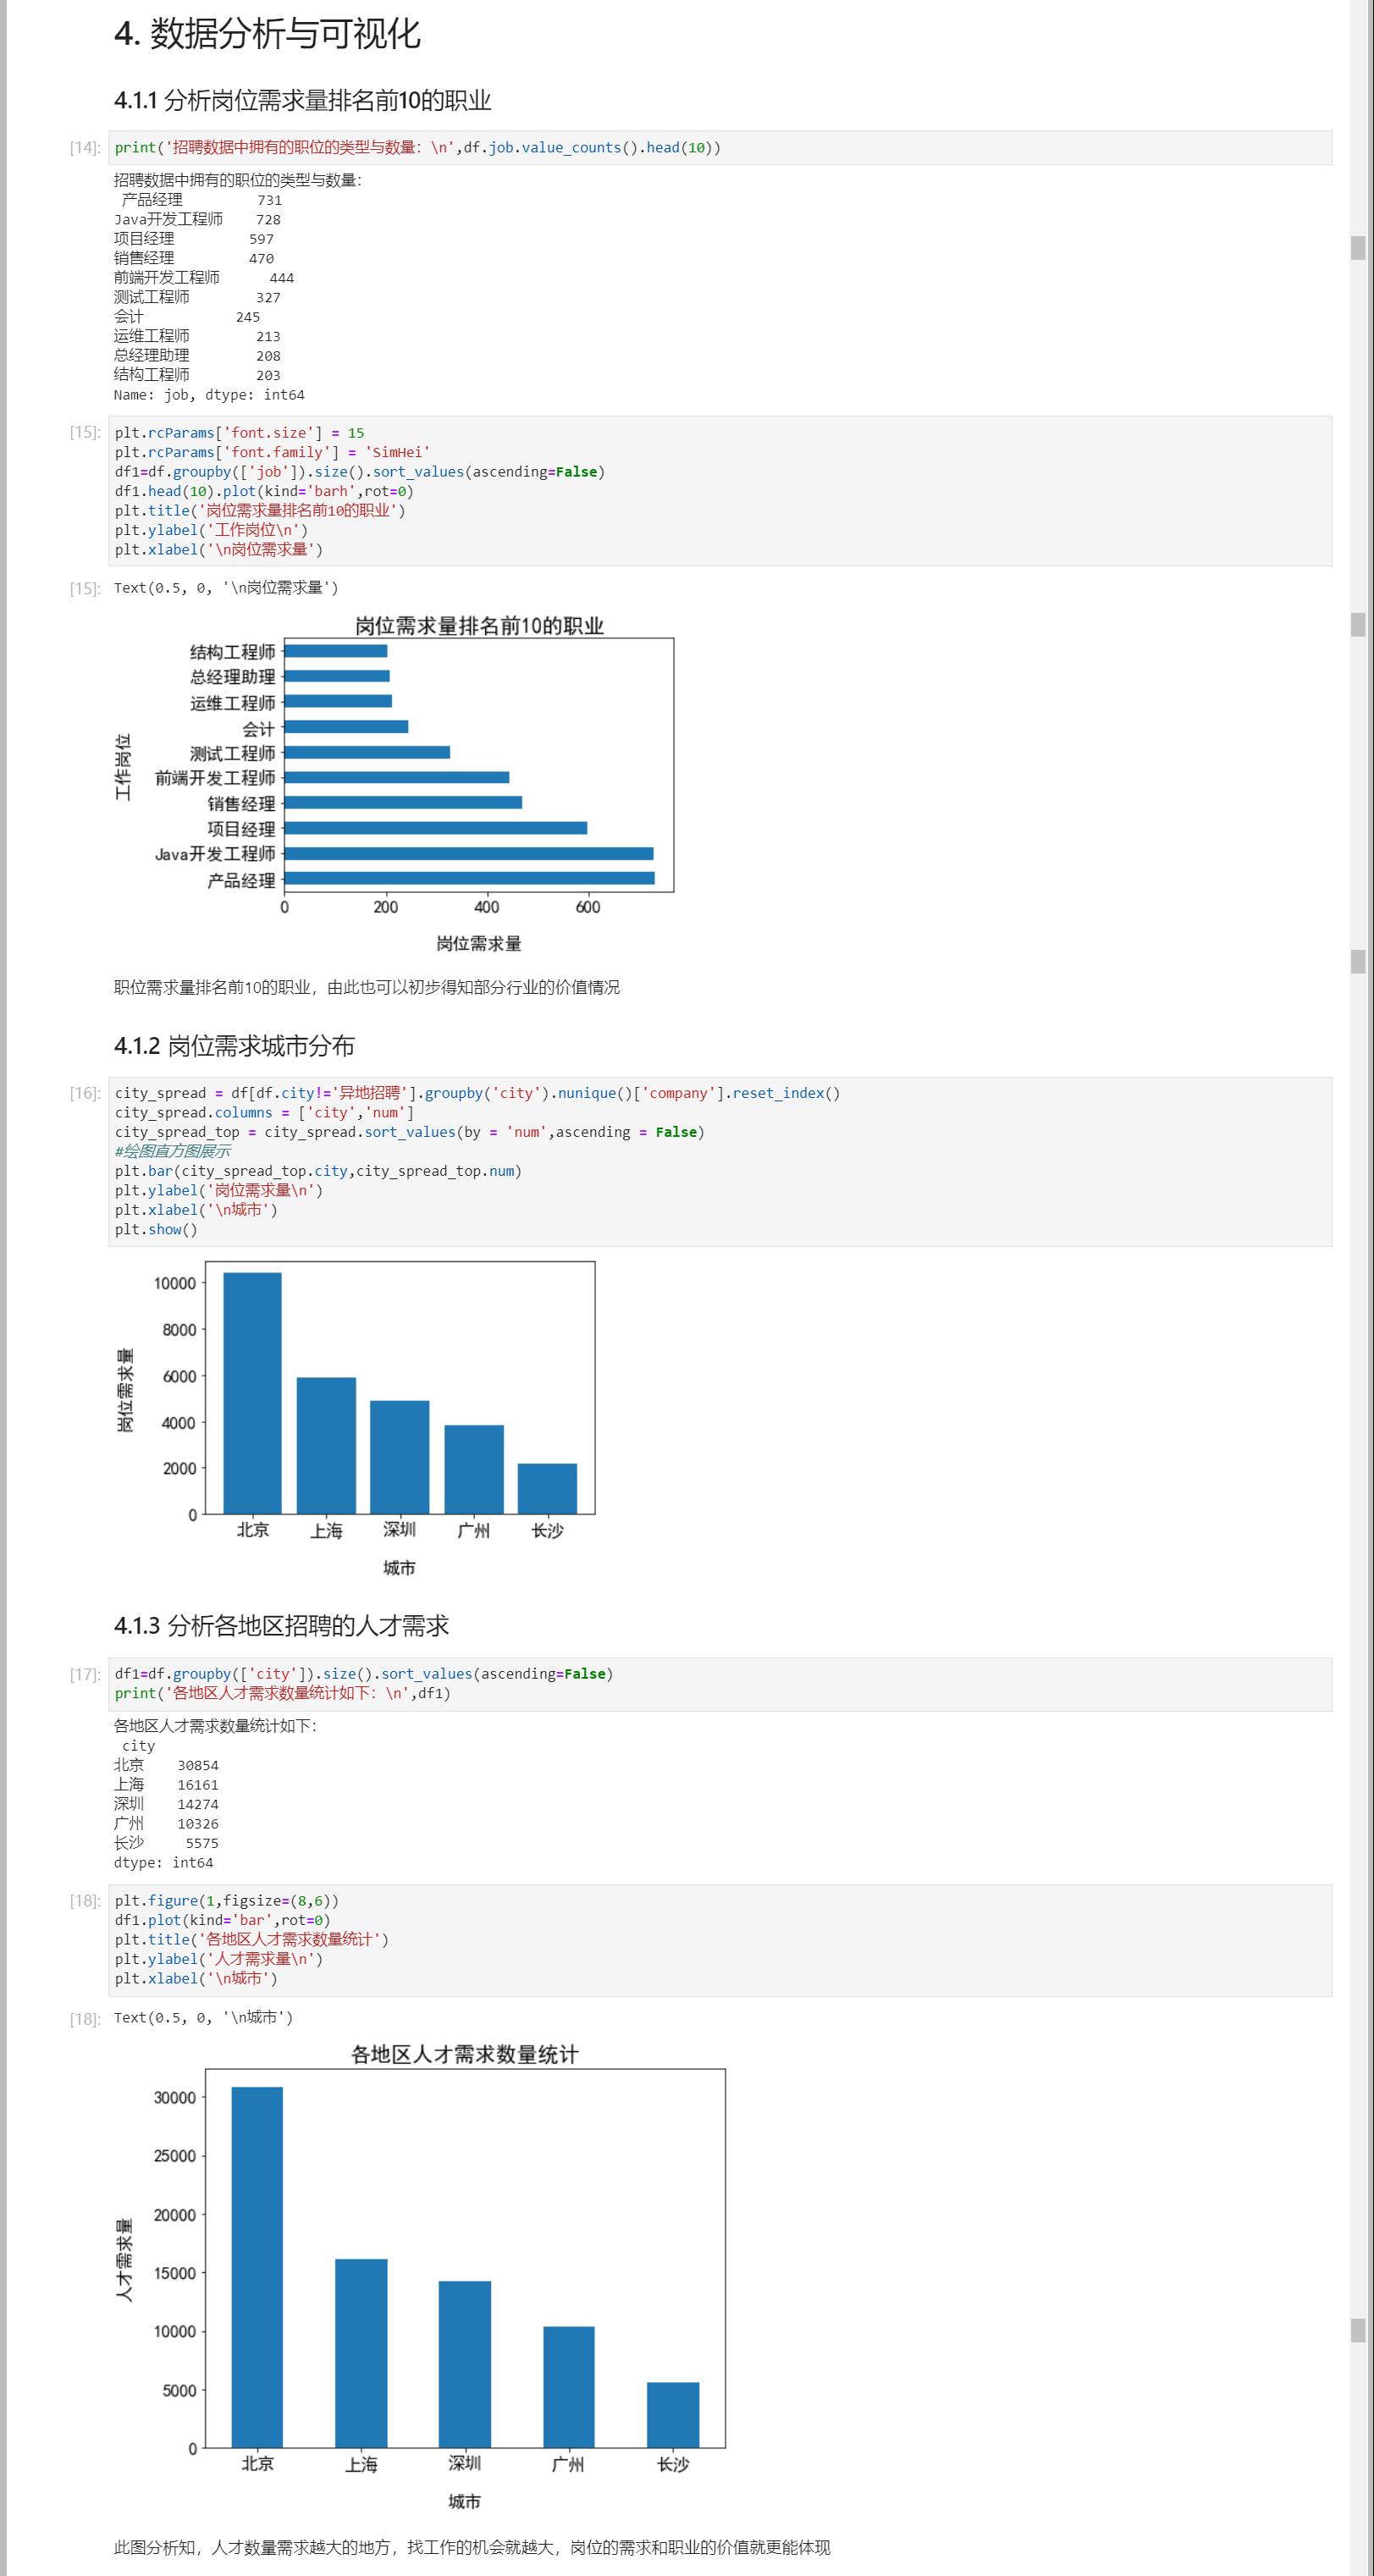 4. 数据分析与可视化
4.1.1 分析岗位需求量排名前10的职业
[14]: print('招聘数据中拥有的职位的类型与数量：\n',df.job.value_counts().head(10))
招聘数据中拥有的职位的类型与数量：
产品经理 731
Java开发工程师 728
项目经理 597
销售经理 470
前端开发工程师 444
测试工程师 327
会计 245
运维工程师 213
总经理助理 208
结构工程师 203
Name: job, dtype: int64
[15]: plt.rcParams['font.size'] = 15
plt.rcParams['font.family'] = 'SimHei'
df1=df.groupby(['job']).size().sort_values(ascending=False)
df1.head(10).plot(kind='barh',rot=0)
plt.title('岗位需求量排名前10的职业')
plt.ylabel('工作岗位\n')
plt.xlabel('\n岗位需求量')
[15]: Text(0.5, 0, '\n岗位需求量')
岗位需求量排名前10的职业
结构工程师
总经理助理
运维工程师
会计
测试工程师
前端开发工程师
销售经理
项目经理
Java开发工程师
产品经理
工作岗位
0 200 400 600
岗位需求量
职位需求量排名前10的职业，由此也可以初步得知部分行业的价值情况
4.1.2 岗位需求城市分布
[16]: city_spread = df[df.city!='异地招聘'].groupby('city').nunique()['company'].reset_index()
city_spread.columns = ['city','num']
city_spread_top = city_spread.sort_values(by = 'num',ascending = False)
#绘图直方图展示
plt.bar(city_spread_top.city,city_spread_top.num)
plt.ylabel('岗位需求量\n')
plt.xlabel('\n城市')
plt.show()
10000
8000
6000
4000
2000
0
岗位需求量
北京 上海 深圳 广州 长沙
城市
4.1.3 分析各地区招聘的人才需求
[17]: df1=df.groupby(['city']).size().sort_values(ascending=False)
print('各地区人才需求数量统计如下：\n',df1)
各地区人才需求数量统计如下：
city
北京 30854
上海 16161
深圳 14274
广州 10326
长沙 5575
dtype: int64
[18]: plt.figure(1,figsize=(8,6))
df1.plot(kind='bar',rot=0)
plt.title('各地区人才需求数量统计')
plt.ylabel('人才需求量\n')
plt.xlabel('\n城市')
[18]: Text(0.5, 0, '\n城市')
各地区人才需求数量统计
30000
25000
20000
15000
10000
5000
0
人才需求量
北京 上海 深圳 广州 长沙
城市
此图分析知，人才数量需求越大的地方，找工作的机会就越大，岗位的需求和职业的价值就更能体现